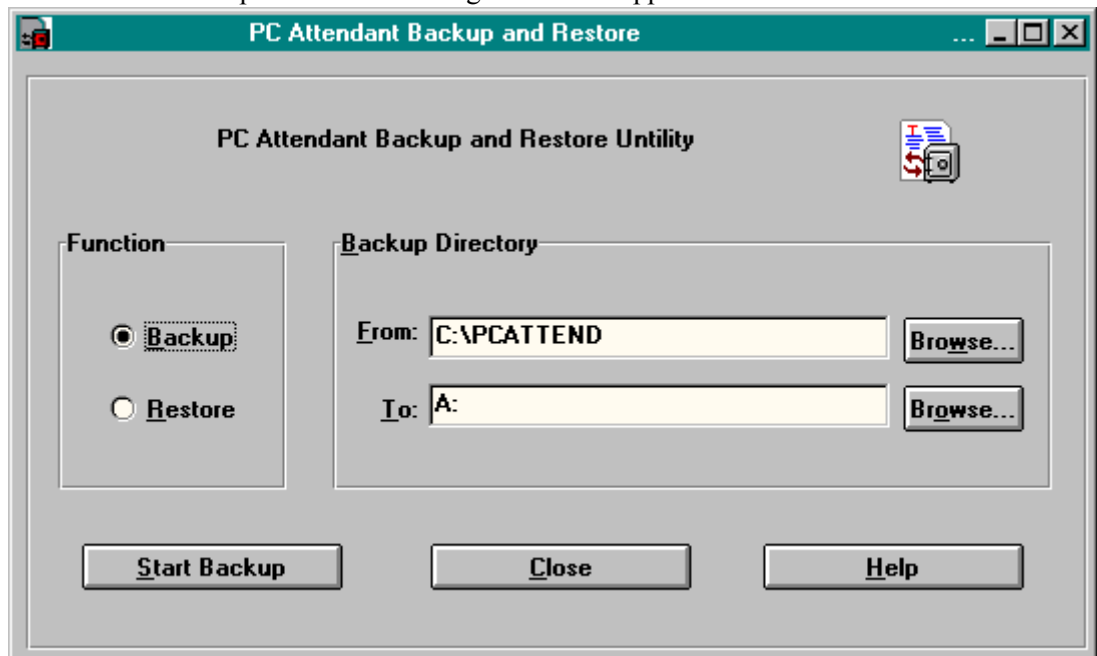 PC Attendant Backup and Restore ...
PC Attendant Backup and Restore Untility
Function
Backup
Restore
Backup Directory
From: C:\PCATTEND Browse...
To: A: Browse...
Start Backup Close Help